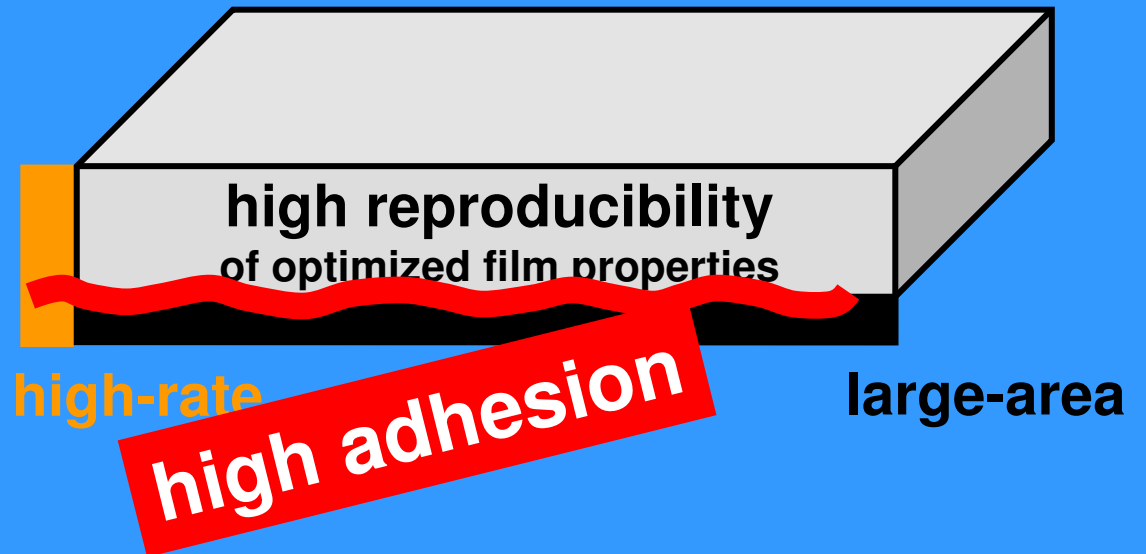 high reproducibility
of optimized film properties
high-rate
large-area
high adhesion